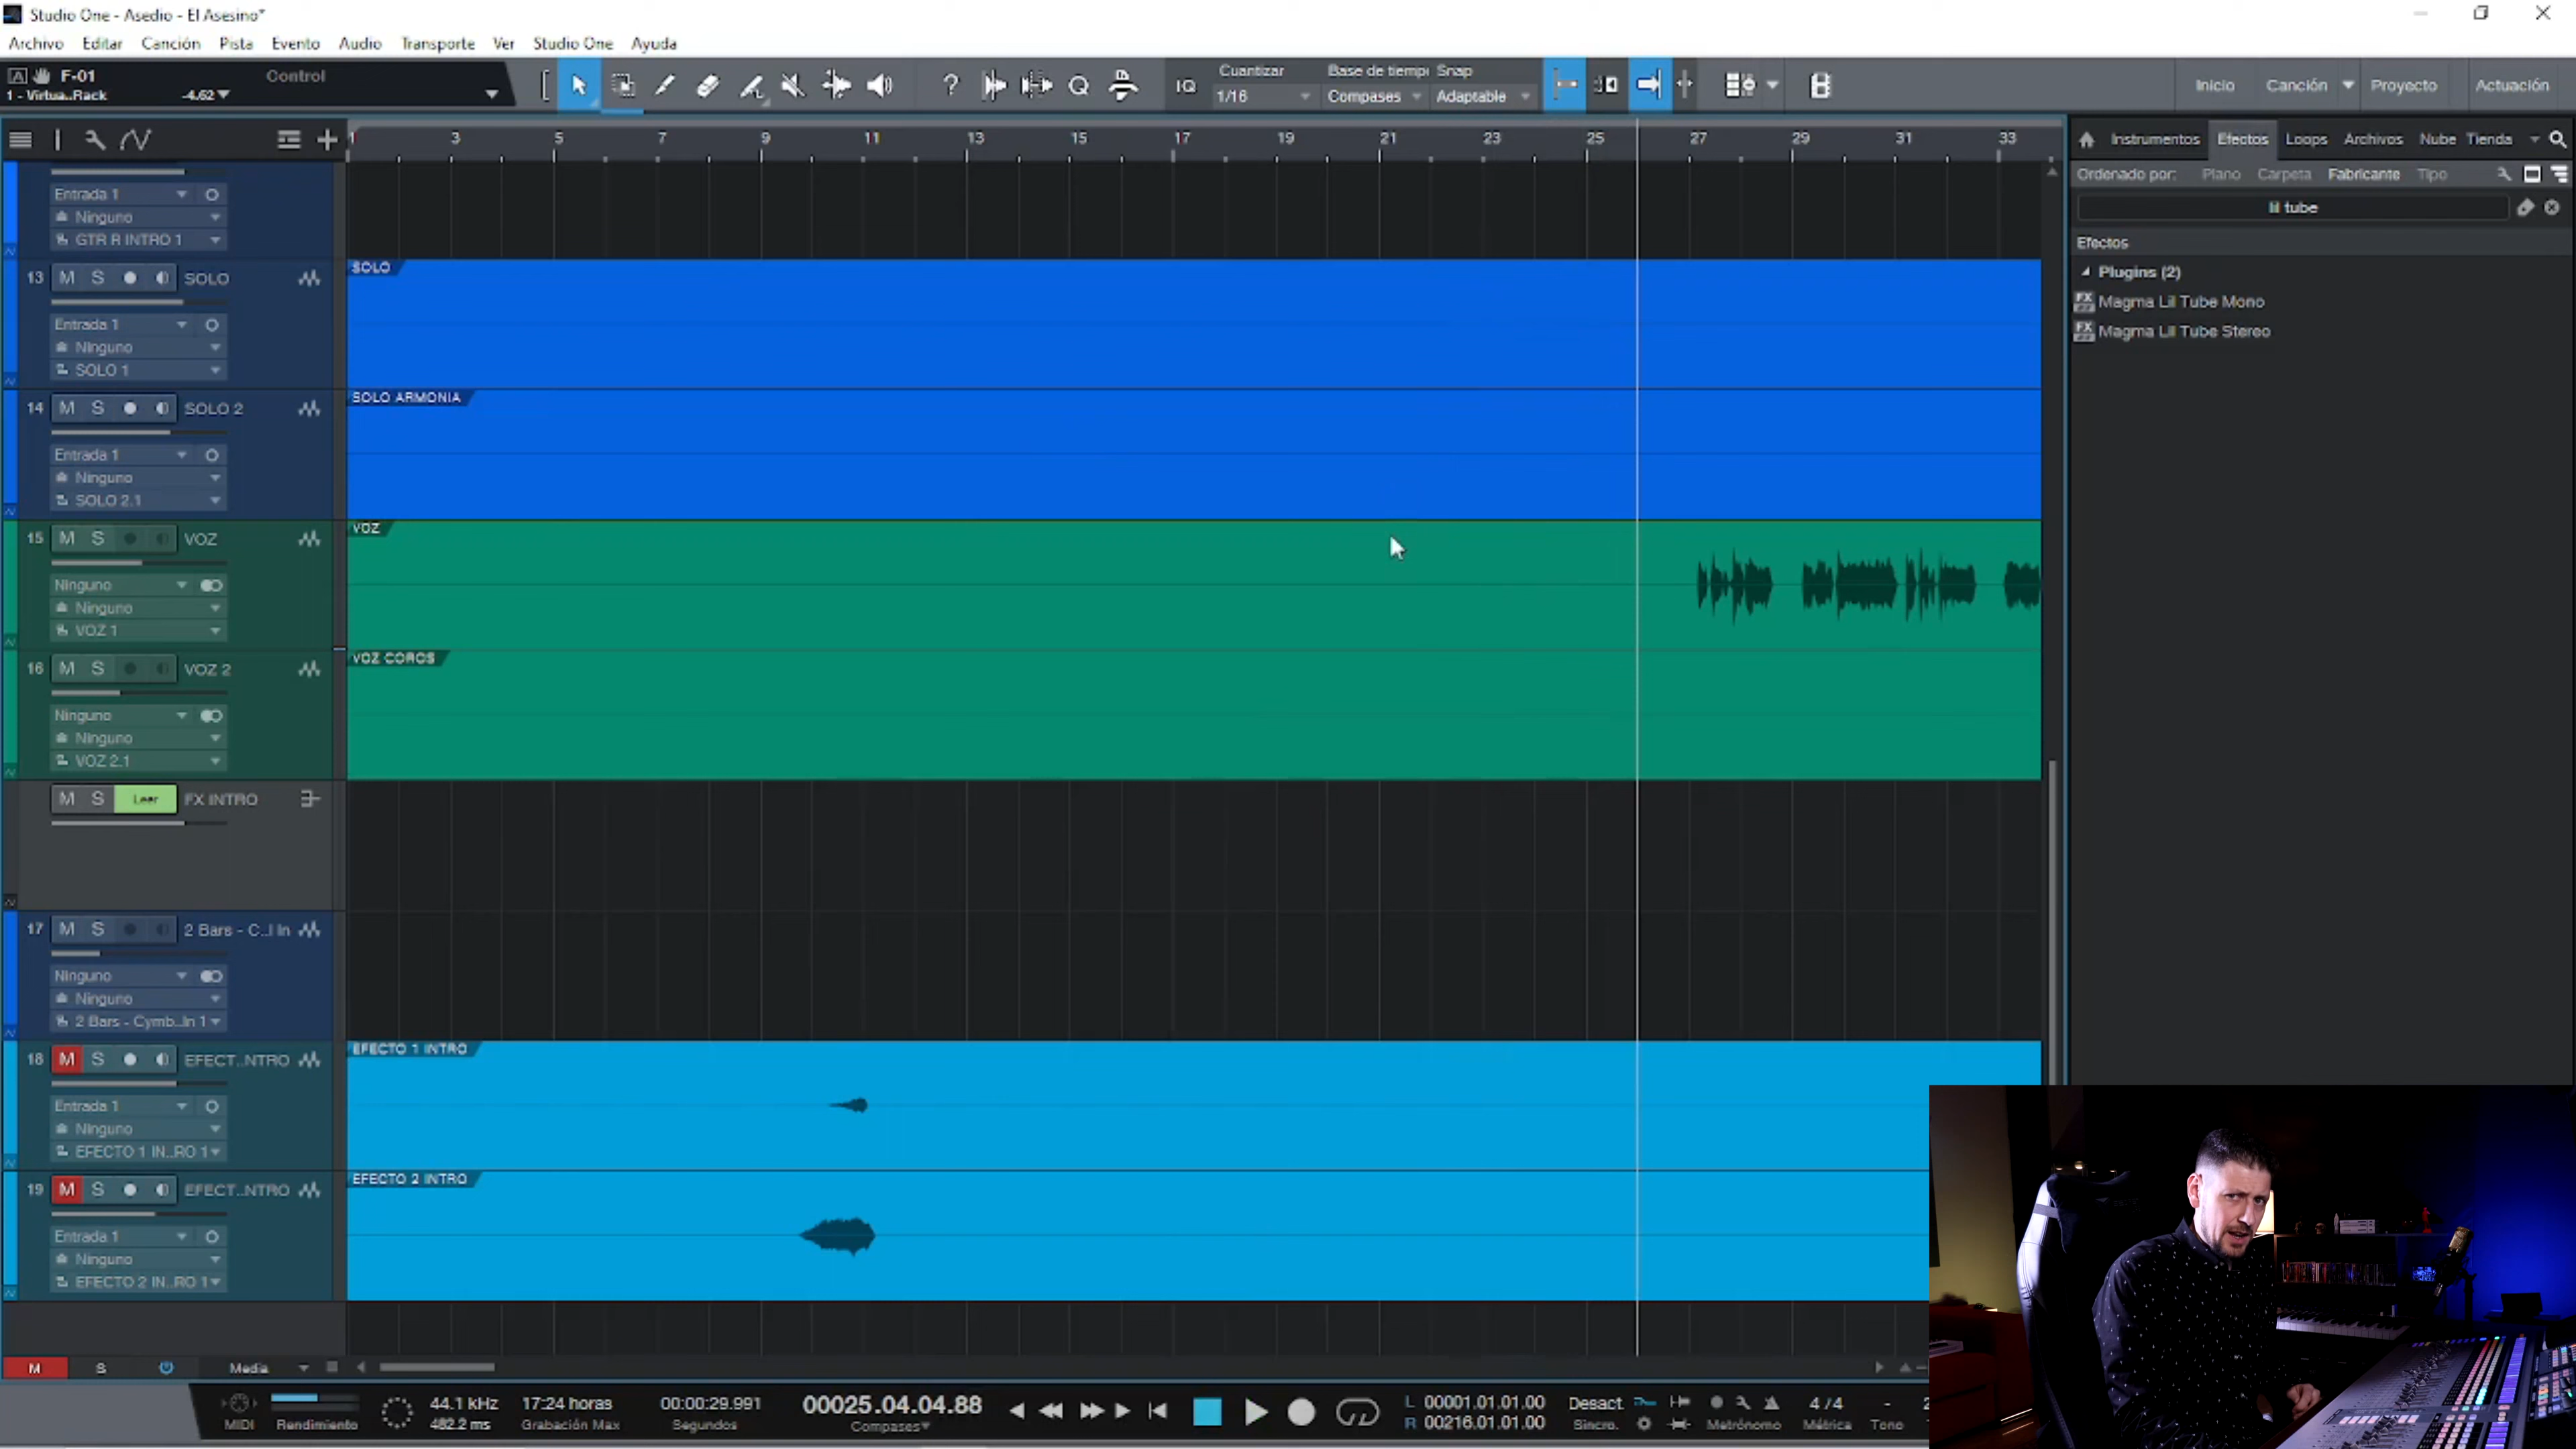 Studio One - Asedio - El Asesino*
Archivo Editar Canción Pista Evento Audio Transporte Ver Studio One Ayuda
F-01 Control
1 - Virtua..Rack -4.62
? IQ Cuantizar 1/16 Base de tiempo Compases Snap Adaptable
Inicio Canción Proyecto Actuación
1 3 5 7 9 11 13 15 17 19 21 23 25 27 29 31 33
Instrumentos Efectos Loops Archivos Nube Tienda
Ordenado por: Plano Carpeta Fabricante Tipo
lil tube
Efectos
Plugins (2)
FX Magma Lil Tube Mono
FX Magma Lil Tube Stereo
Entrada 1
Ninguno
GTR R INTRO 1
13 M S SOLO
Entrada 1
Ninguno
SOLO 1
SOLO
14 M S SOLO 2
Entrada 1
Ninguno
SOLO 2.1
SOLO ARMONIA
15 M S VOZ
Ninguno
Ninguno
VOZ 1
VOZ
16 M S VOZ 2
Ninguno
Ninguno
VOZ 2.1
VOZ COROS
M S Leer FX INTRO
17 M S 2 Bars - C..l In
Ninguno
Ninguno
2 Bars - Cymb..In 1
18 M S EFECT..NTRO
Entrada 1
Ninguno
EFECTO 1 IN..RO 1
EFECTO 1 INTRO
19 M S EFECT..NTRO
Entrada 1
Ninguno
EFECTO 2 IN..RO 1
EFECTO 2 INTRO
M S Media
MIDI Rendimiento
44.1 kHz
482.2 ms
17:24 horas
Grabación Max
00:00:29.991
Segundos
00025.04.04.88
Compases
L 00001.01.01.00
R 00216.01.01.00
Desact.
Sincro.
Metrónomo
4 / 4
Métrica
-
Tono